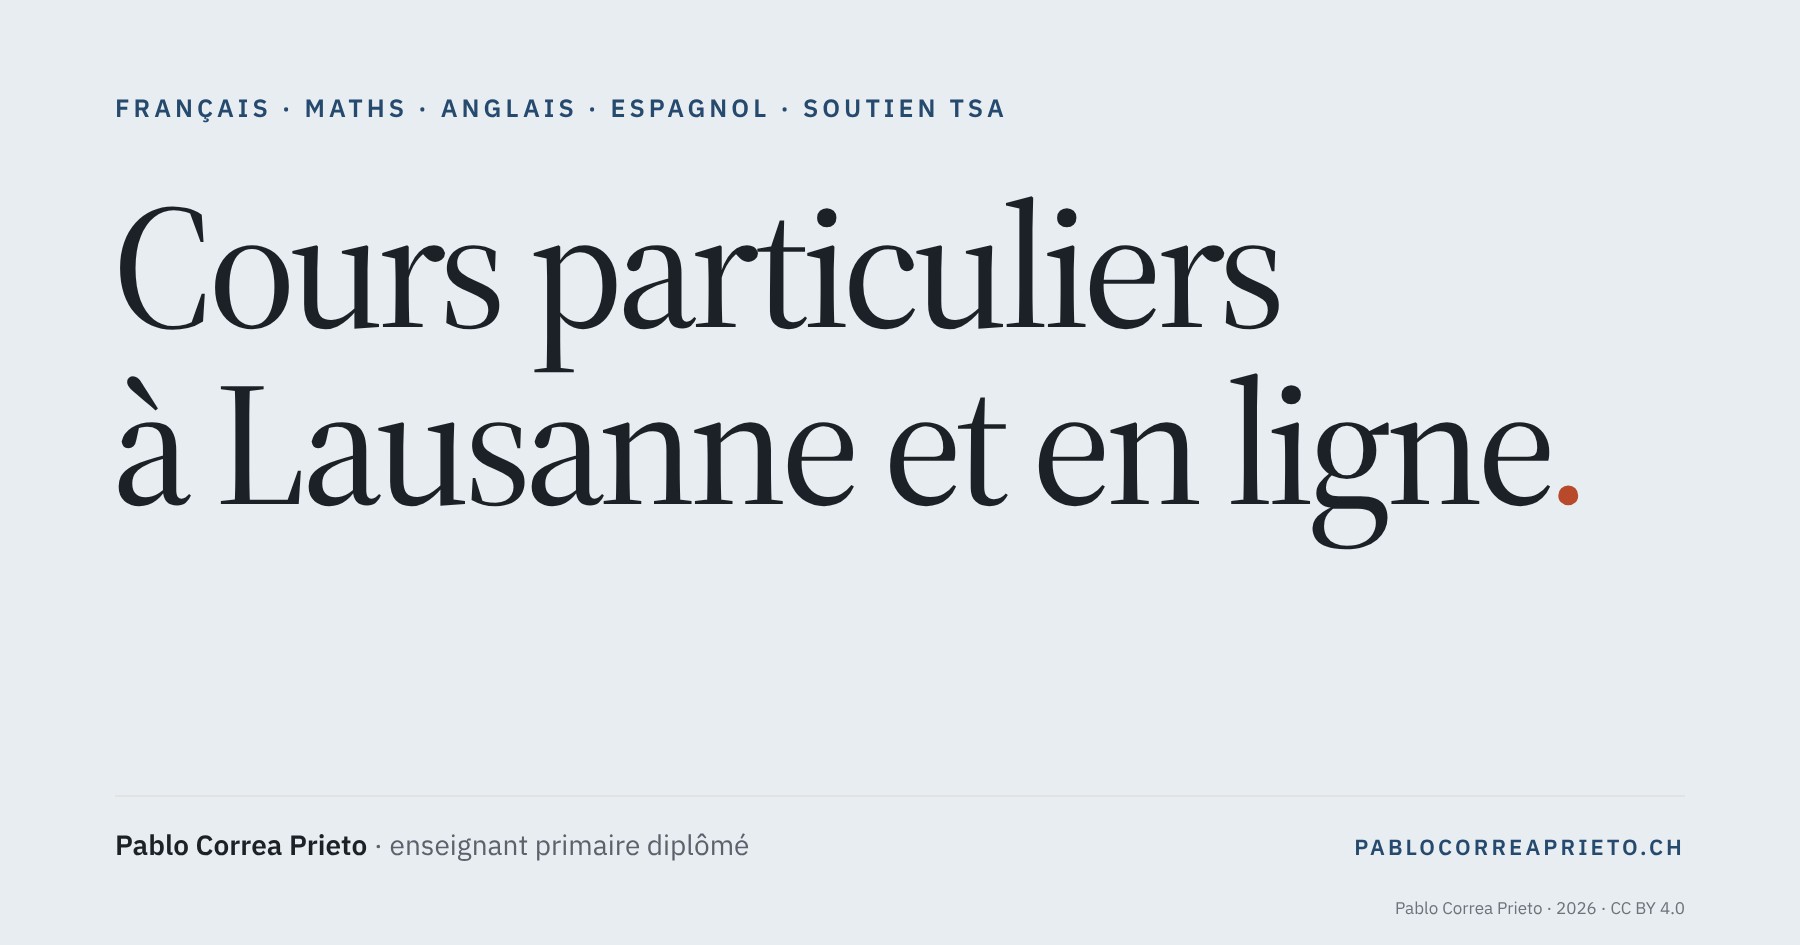 FRANÇAIS · MATHS · ANGLAIS · ESPAGNOL · SOUTIEN TSA
Cours particuliers
à Lausanne et en ligne.
Pablo Correa Prieto · enseignant primaire diplômé
PABLOCORREAPRIETO.CH
Pablo Correa Prieto · 2026 · CC BY 4.0